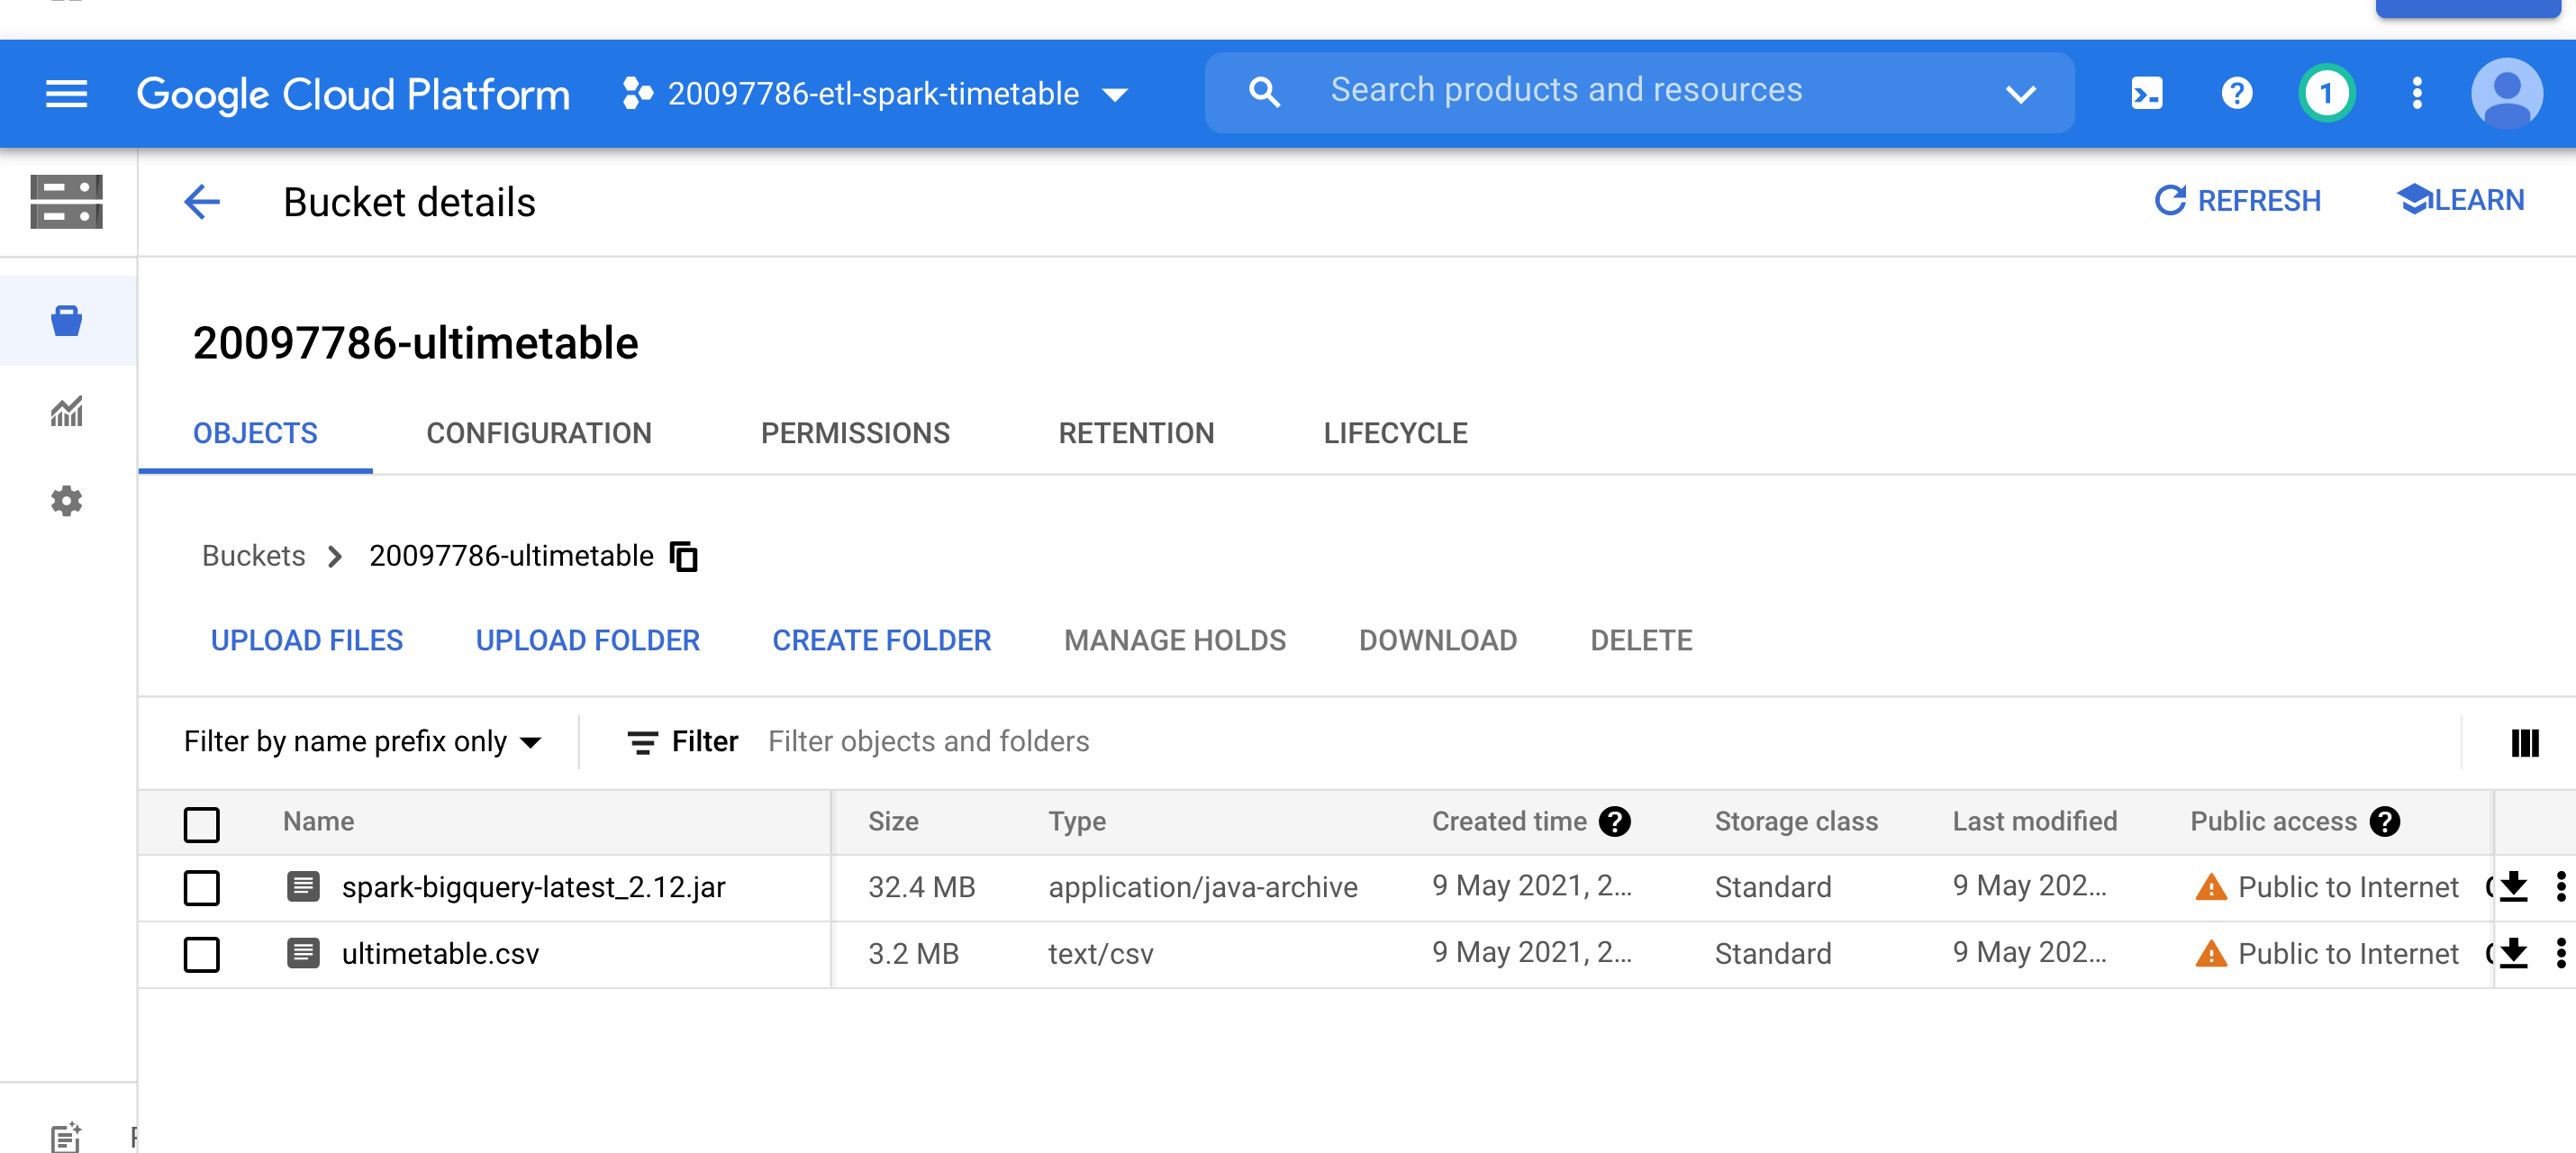 Google Cloud Platform 20097786-etl-spark-timetable Search products and resources 1
Bucket details REFRESH LEARN
20097786-ultimetable
OBJECTS CONFIGURATION PERMISSIONS RETENTION LIFECYCLE
Buckets 20097786-ultimetable
UPLOAD FILES UPLOAD FOLDER CREATE FOLDER MANAGE HOLDS DOWNLOAD DELETE
Filter by name prefix only Filter Filter objects and folders
Name Size Type Created time Storage class Last modified Public access
spark-bigquery-latest_2.12.jar 32.4 MB application/java-archive 9 May 2021, 2... Standard 9 May 202... Public to Internet
ultimetable.csv 3.2 MB text/csv 9 May 2021, 2... Standard 9 May 202... Public to Internet